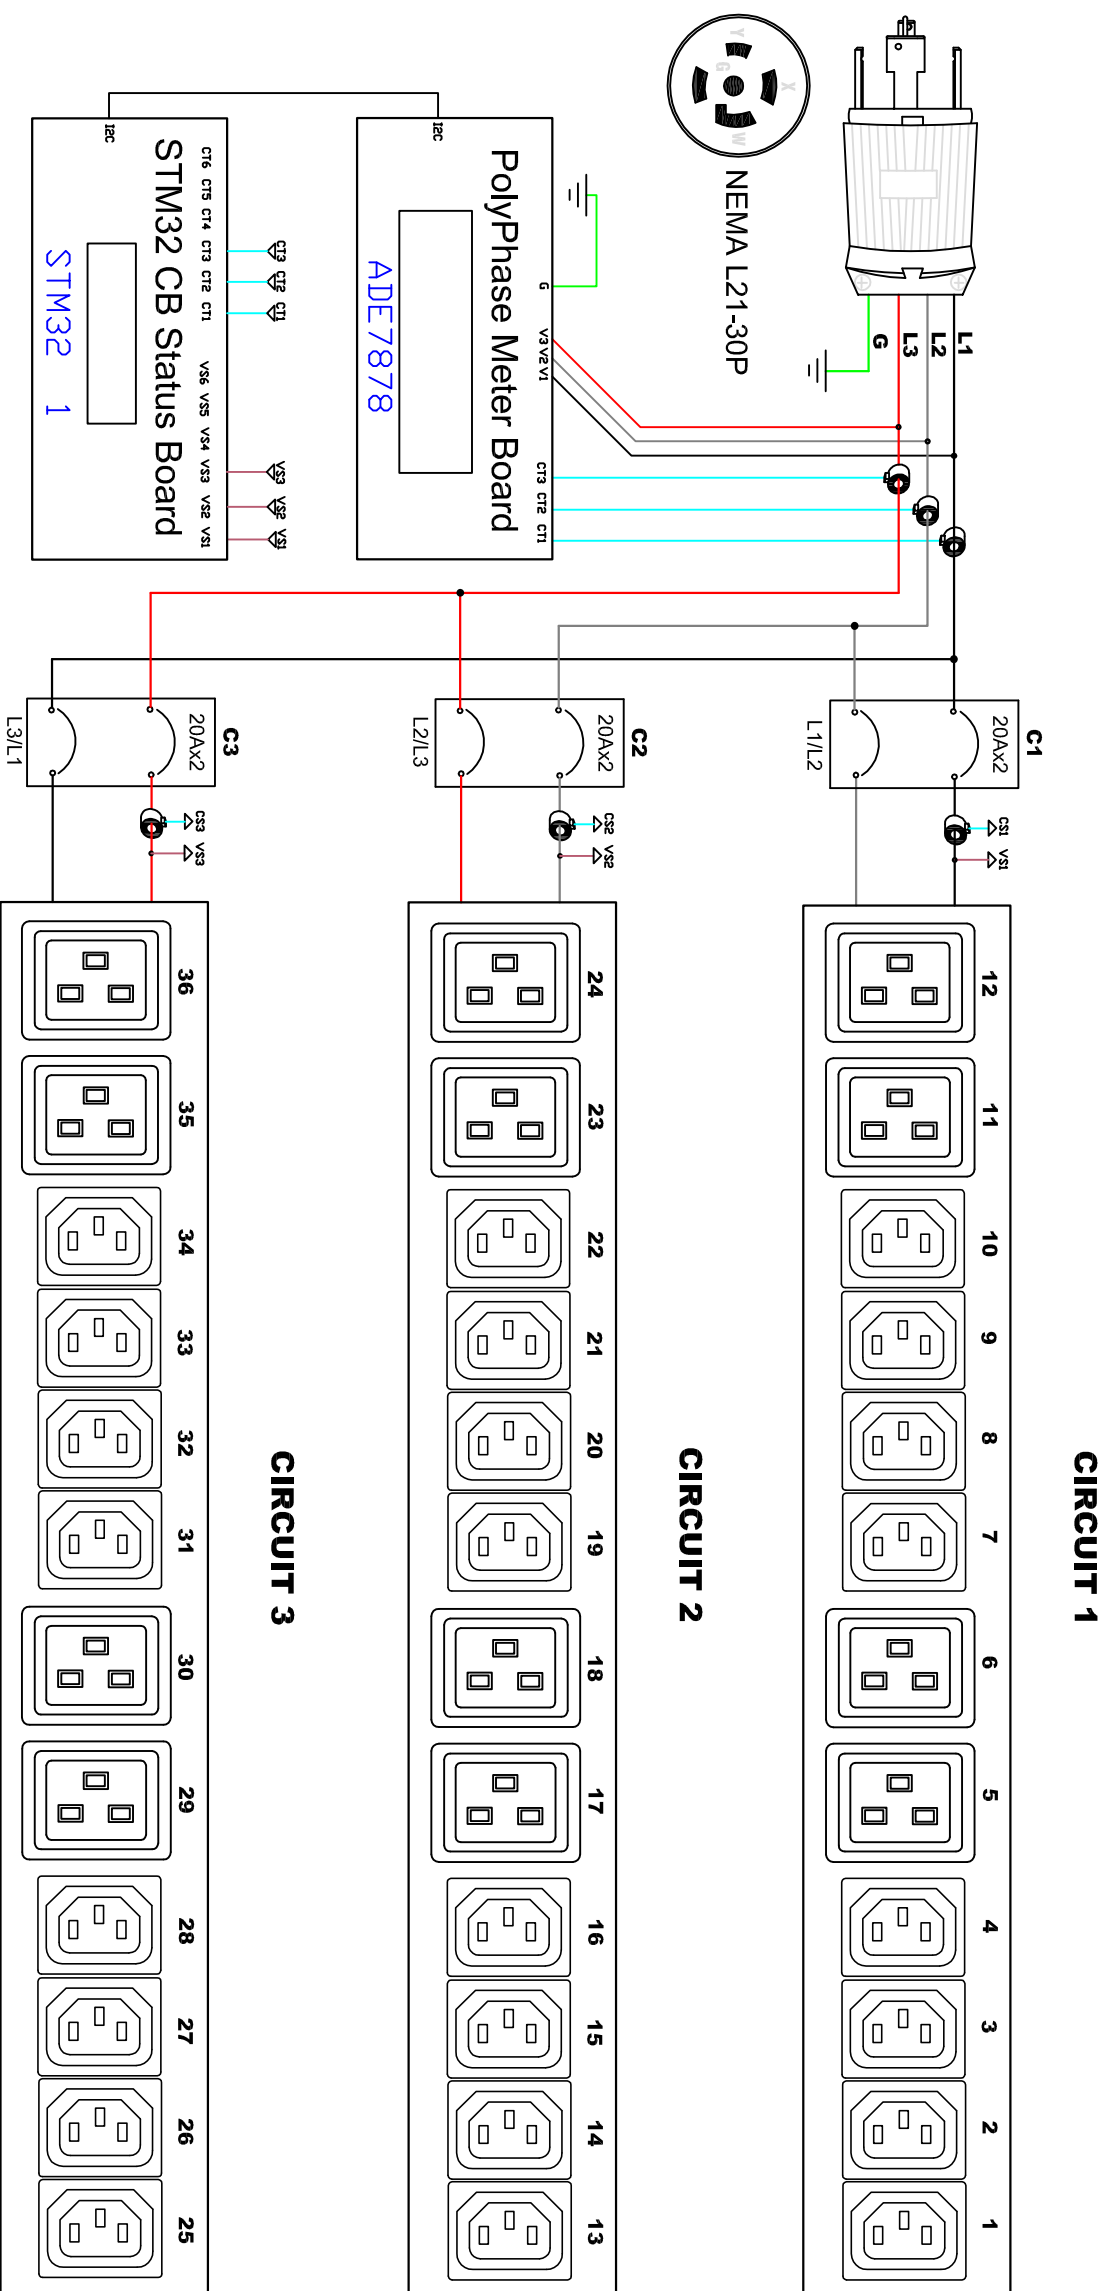 CIRCUIT 1
CIRCUIT 2
CIRCUIT 3
NEMA L21-30P
Y
G
X
W
L1
L2
L3
G
PolyPhase Meter Board
ADE7878
I2C
G
V3 V2 V1
CT3 CT2 CT1
STM32 CB Status Board
STM32 1
I2C
CT6 CT5 CT4 CT3 CT2 CT1
VS6 VS5 VS4 VS3 VS2 VS1
CT3
CT2
CT1
VS3
VS2
VS1
C1
20Ax2
L1/L2
CS1
VS1
12 11 10 9 8 7 6 5 4 3 2 1
C2
20Ax2
L2/L3
CS2
VS2
24 23 22 21 20 19 18 17 16 15 14 13
C3
20Ax2
L3/L1
CS3
VS3
36 35 34 33 32 31 30 29 28 27 26 25